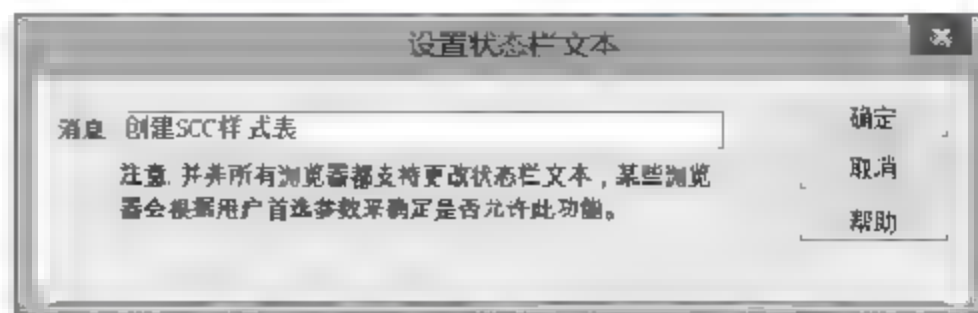 设置状态栏文本
消息 创建SCC样式表
注意 并非所有浏览器都支持更改状态栏文本，某些浏览
器会根据用户首选参数来确定是否允许此功能。
确定
取消
帮助